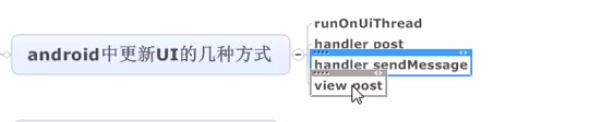 android中更新UI的几种方式
runOnUiThread
handler post
handler sendMessage
view post